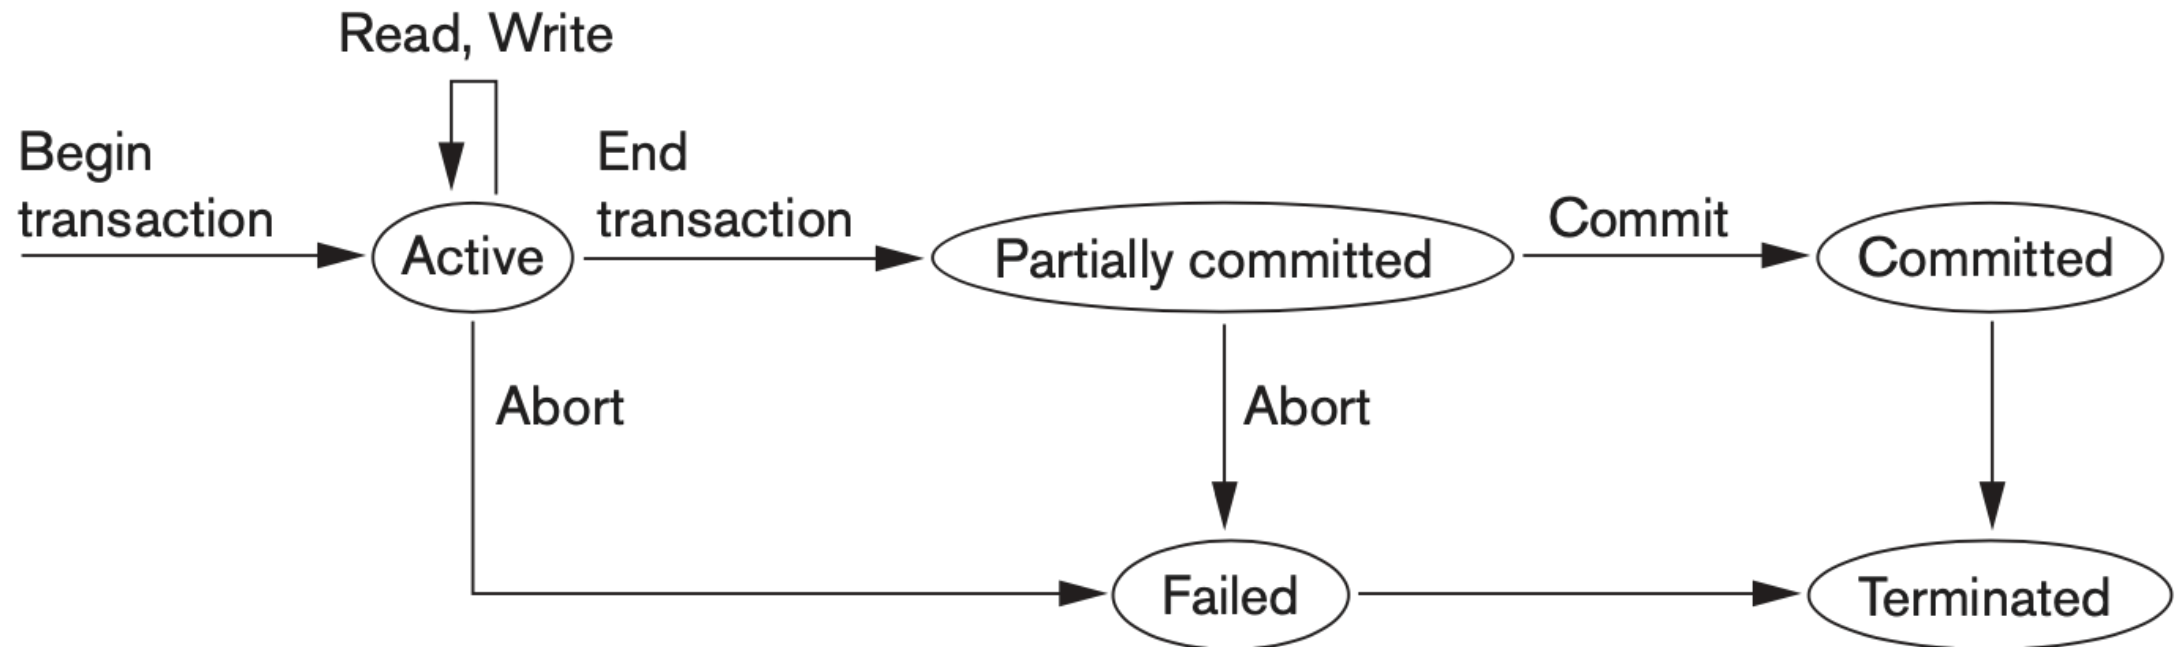 Read, Write
Begin
transaction
End
transaction
Commit
Active
Partially committed
Committed
Abort
Abort
Failed
Terminated